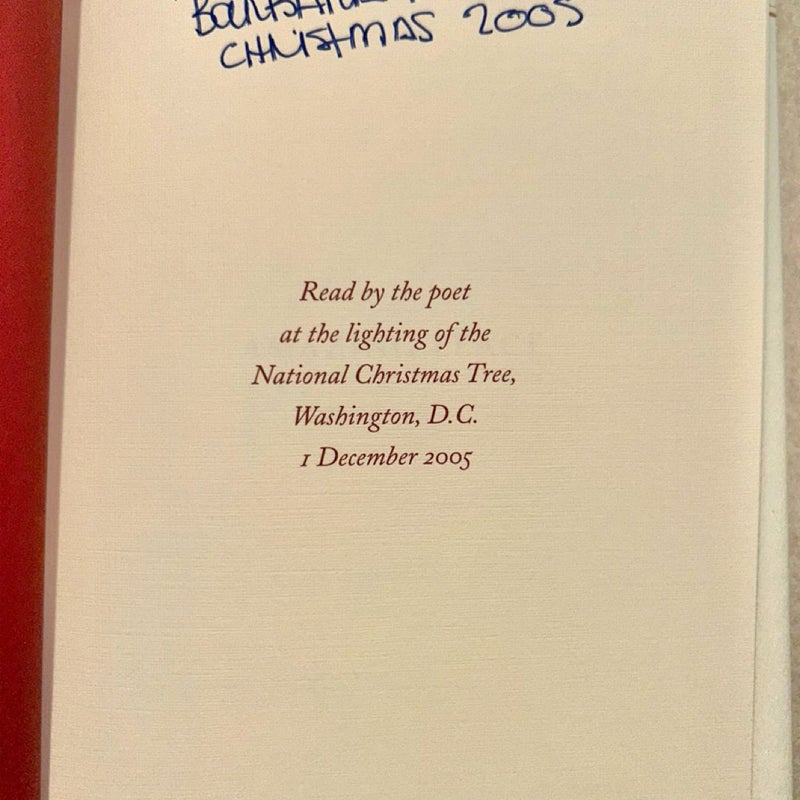 CHRISTMAS 2005
Read by the poet
at the lighting of the
National Christmas Tree,
Washington, D.C.
1 December 2005